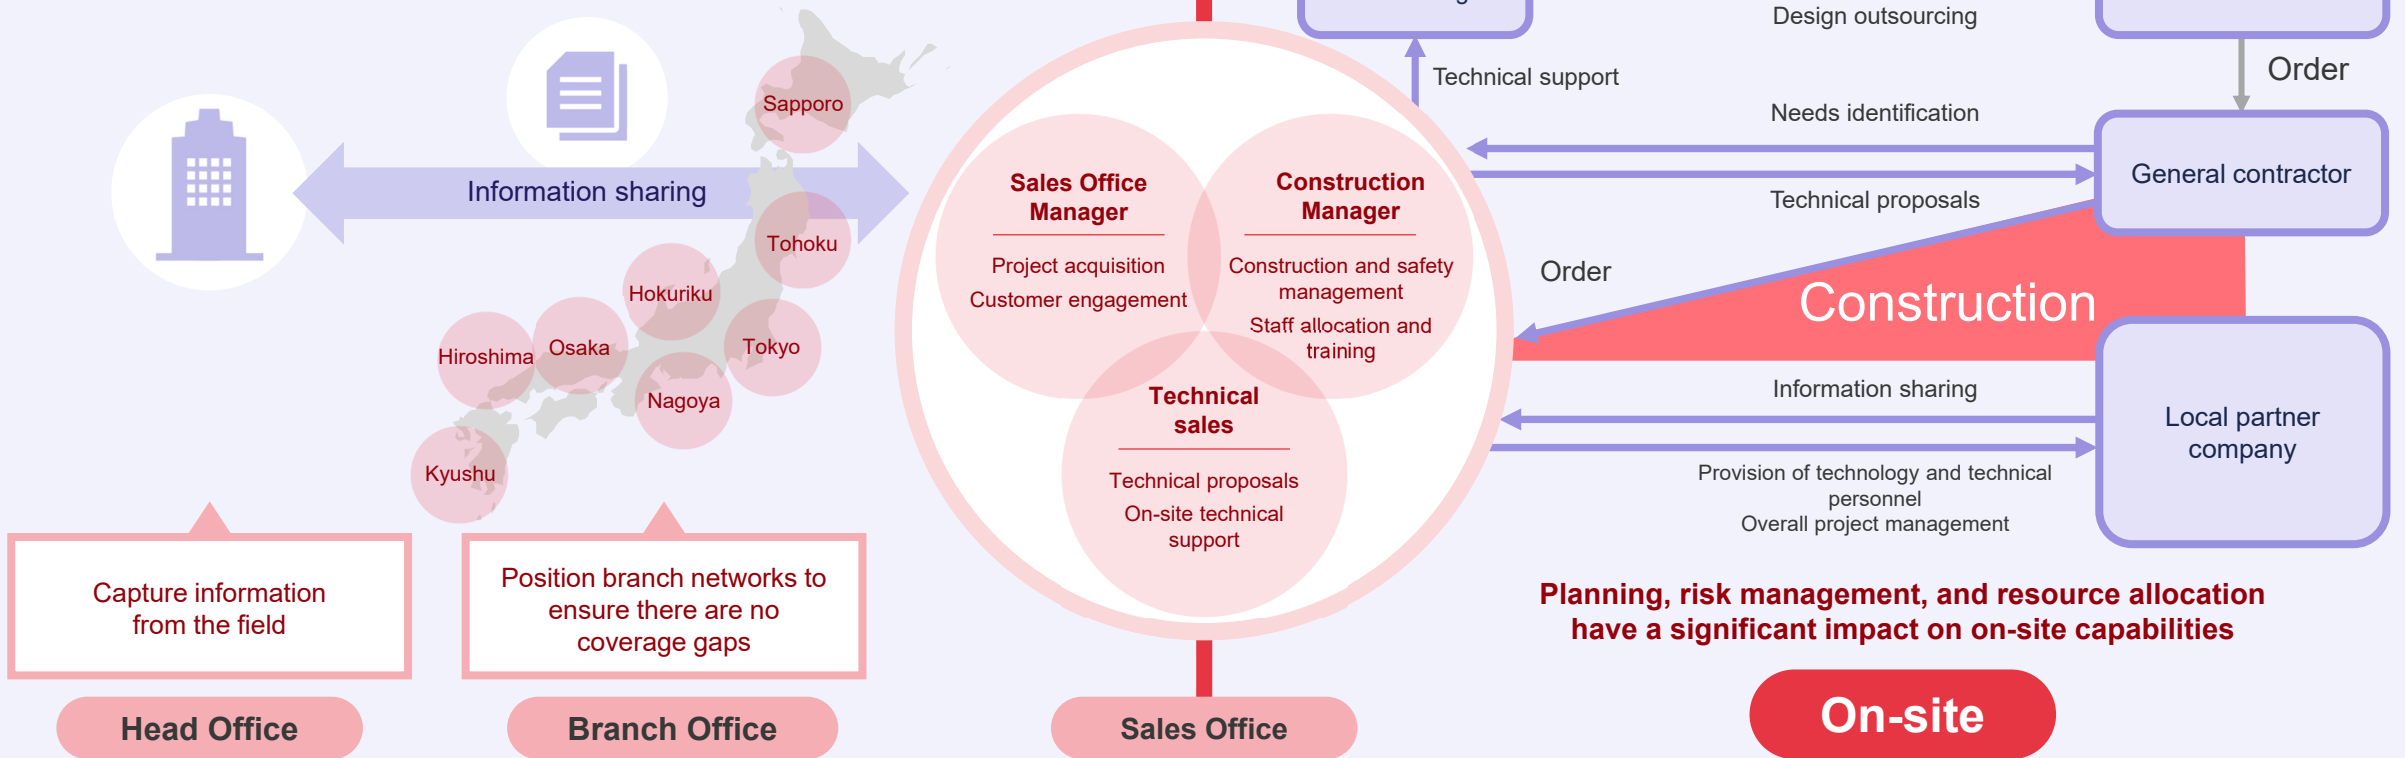 Design outsourcing
Technical support
Order
Needs identification
General contractor
Technical proposals
Information sharing
Sapporo
Tohoku
Hokuriku
Tokyo
Osaka
Hiroshima
Nagoya
Kyushu
Sales Office
Manager
Project acquisition
Customer engagement
Construction
Manager
Construction and safety
management
Staff allocation and
training
Technical
sales
Technical proposals
On-site technical
support
Order
Construction
Information sharing
Local partner
company
Provision of technology and technical
personnel
Overall project management
Capture information
from the field
Position branch networks to
ensure there are no
coverage gaps
Planning, risk management, and resource allocation
have a significant impact on on-site capabilities
Head Office
Branch Office
Sales Office
On-site